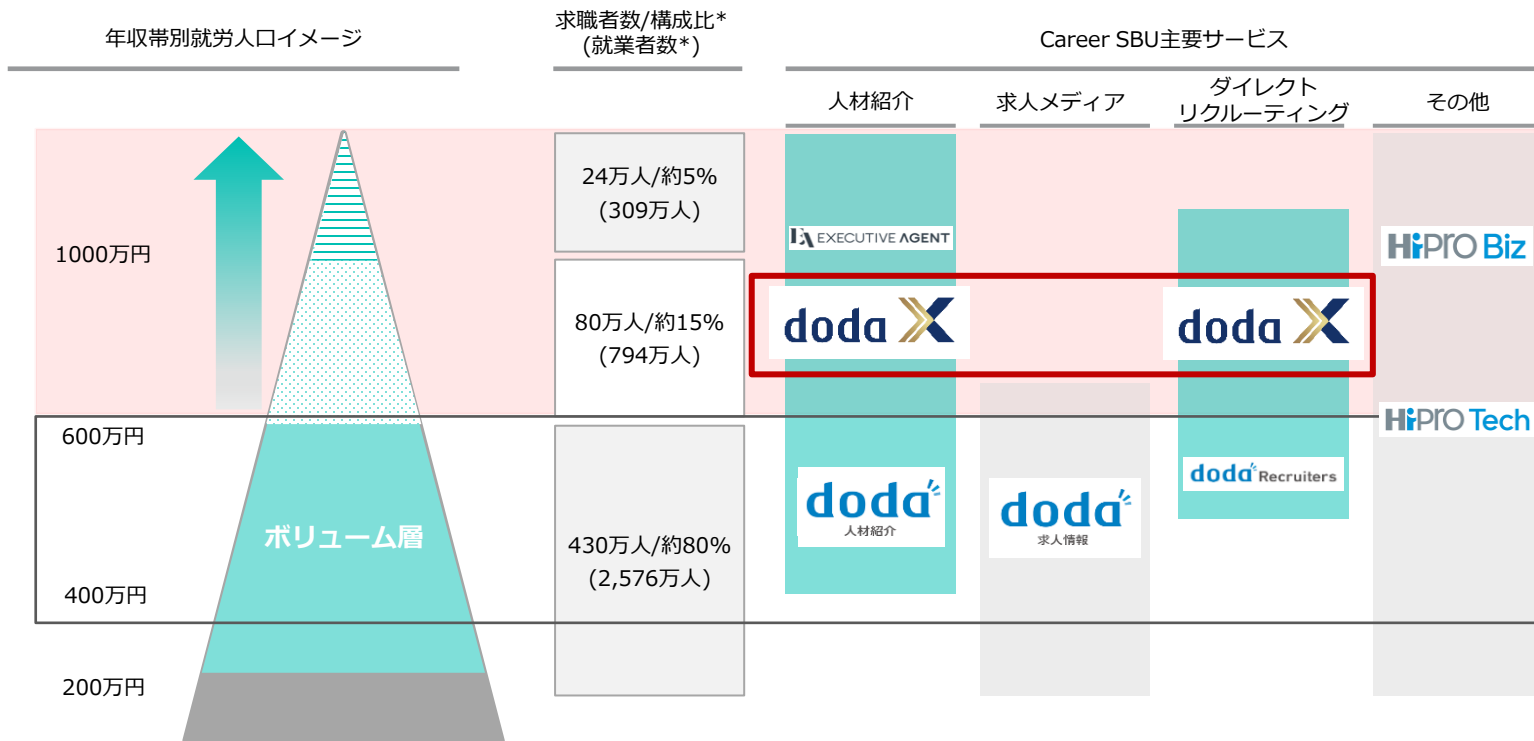 年収帯別就労人口イメージ
求職者数/構成比*
(就業者数*)
Career SBU主要サービス
人材紹介
求人メディア
ダイレクト
リクルーティング
その他
1000万円
600万円
400万円
200万円
ボリューム層
24万人/約5%
(309万人)
80万人/約15%
(794万人)
430万人/約80%
(2,576万人)
EA EXECUTIVE AGENT
doda X
doda
人材紹介
doda
求人情報
doda X
doda Recruiters
HiPRO Biz
HiPRO Tech